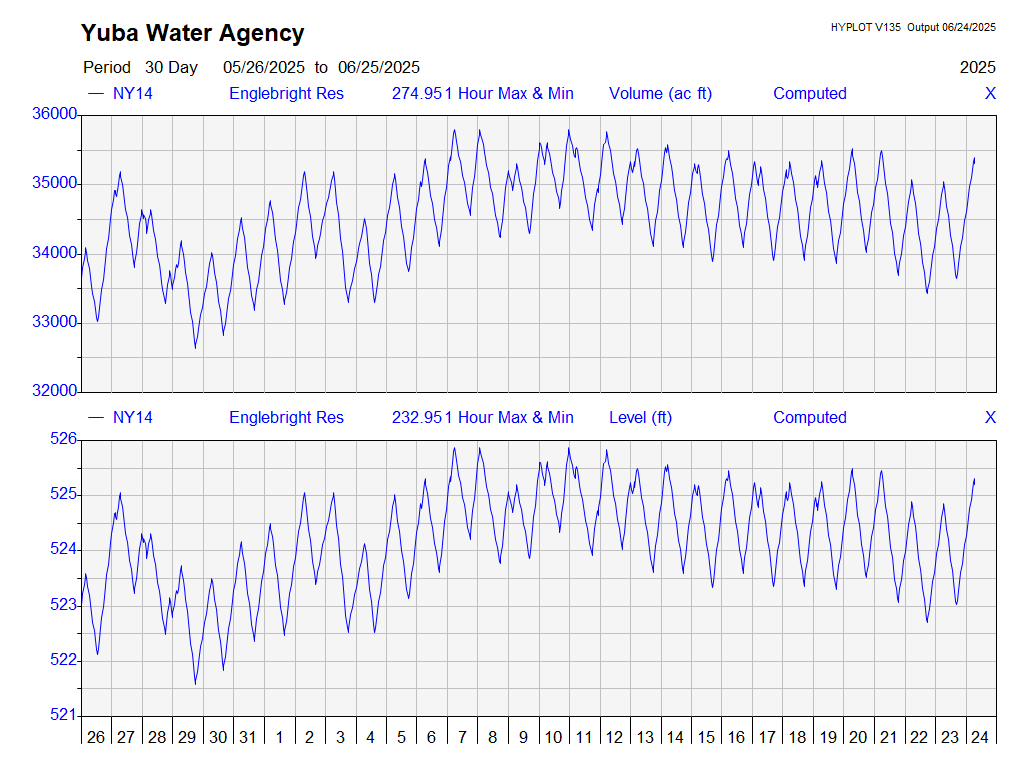 Yuba Water Agency
HYPLOT V135 Output 06/24/2025
Period 30 Day 05/26/2025 to 06/25/2025
2025
NY14 Englebright Res 274.951 Hour Max & Min Volume (ac ft) Computed X
36000
35000
34000
33000
32000
NY14 Englebright Res 232.951 Hour Max & Min Level (ft) Computed X
526
525
524
523
522
521
26 27 28 29 30 31 1 2 3 4 5 6 7 8 9 10 11 12 13 14 15 16 17 18 19 20 21 22 23 24